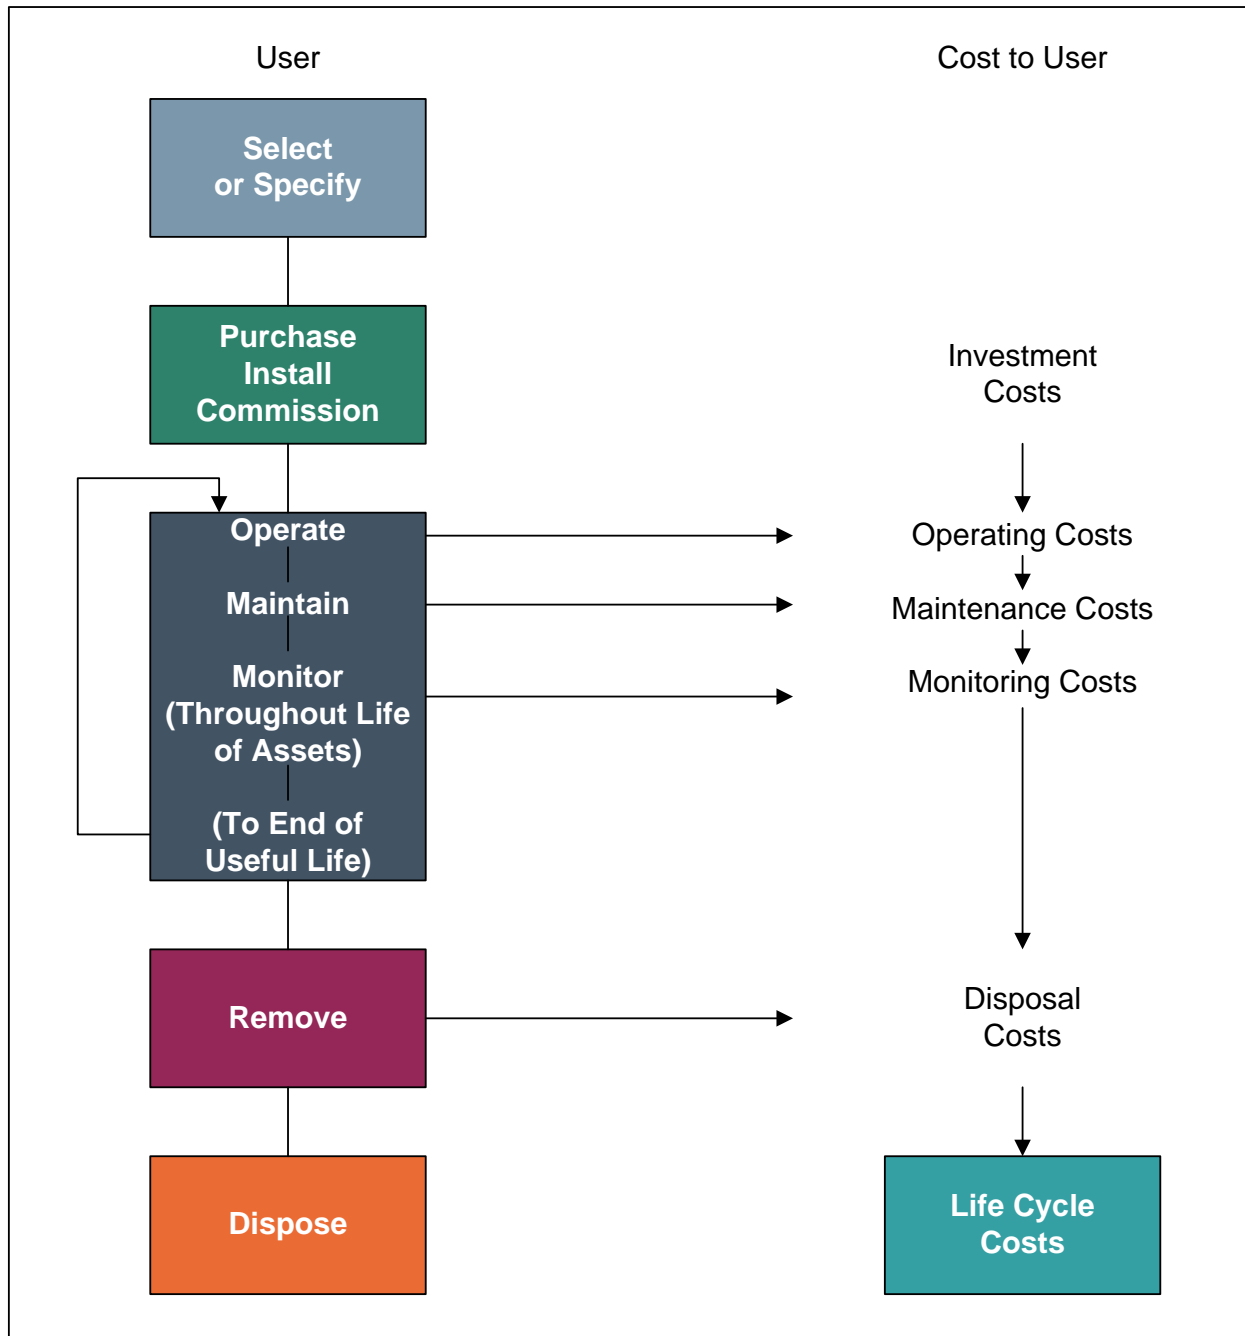 User
Cost to User
Select
or Specify
Purchase
Install
Commission
Investment
Costs
Operate
Operating Costs
Maintain
Maintenance Costs
Monitor
(Throughout Life
of Assets)
Monitoring Costs
(To End of
Useful Life)
Remove
Disposal
Costs
Dispose
Life Cycle
Costs